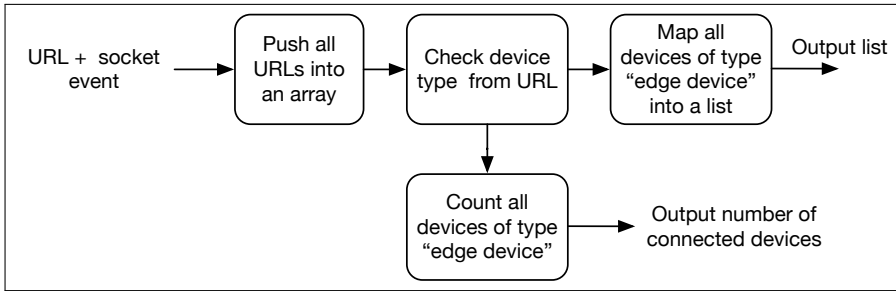 URL + socket
event
Push all
URLs into
an array
Check device
type from URL
Map all
devices of type
“edge device”
into a list
Output list
Count all
devices of type
“edge device”
Output number of
connected devices